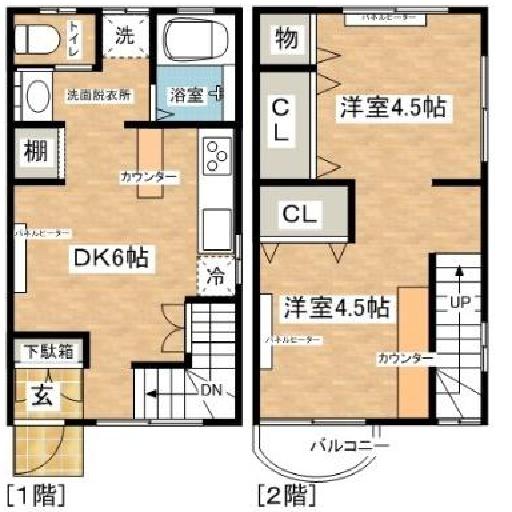 トイレ
洗
洗面脱衣所
浴室
棚
カウンター
パネルヒーター
DK6帖
冷
下駄箱
玄
DN
[1階]
パネルヒーター
物
洋室4.5帖
CL
CL
洋室4.5帖
UP
パネルヒーター
カウンター
バルコニー
[2階]